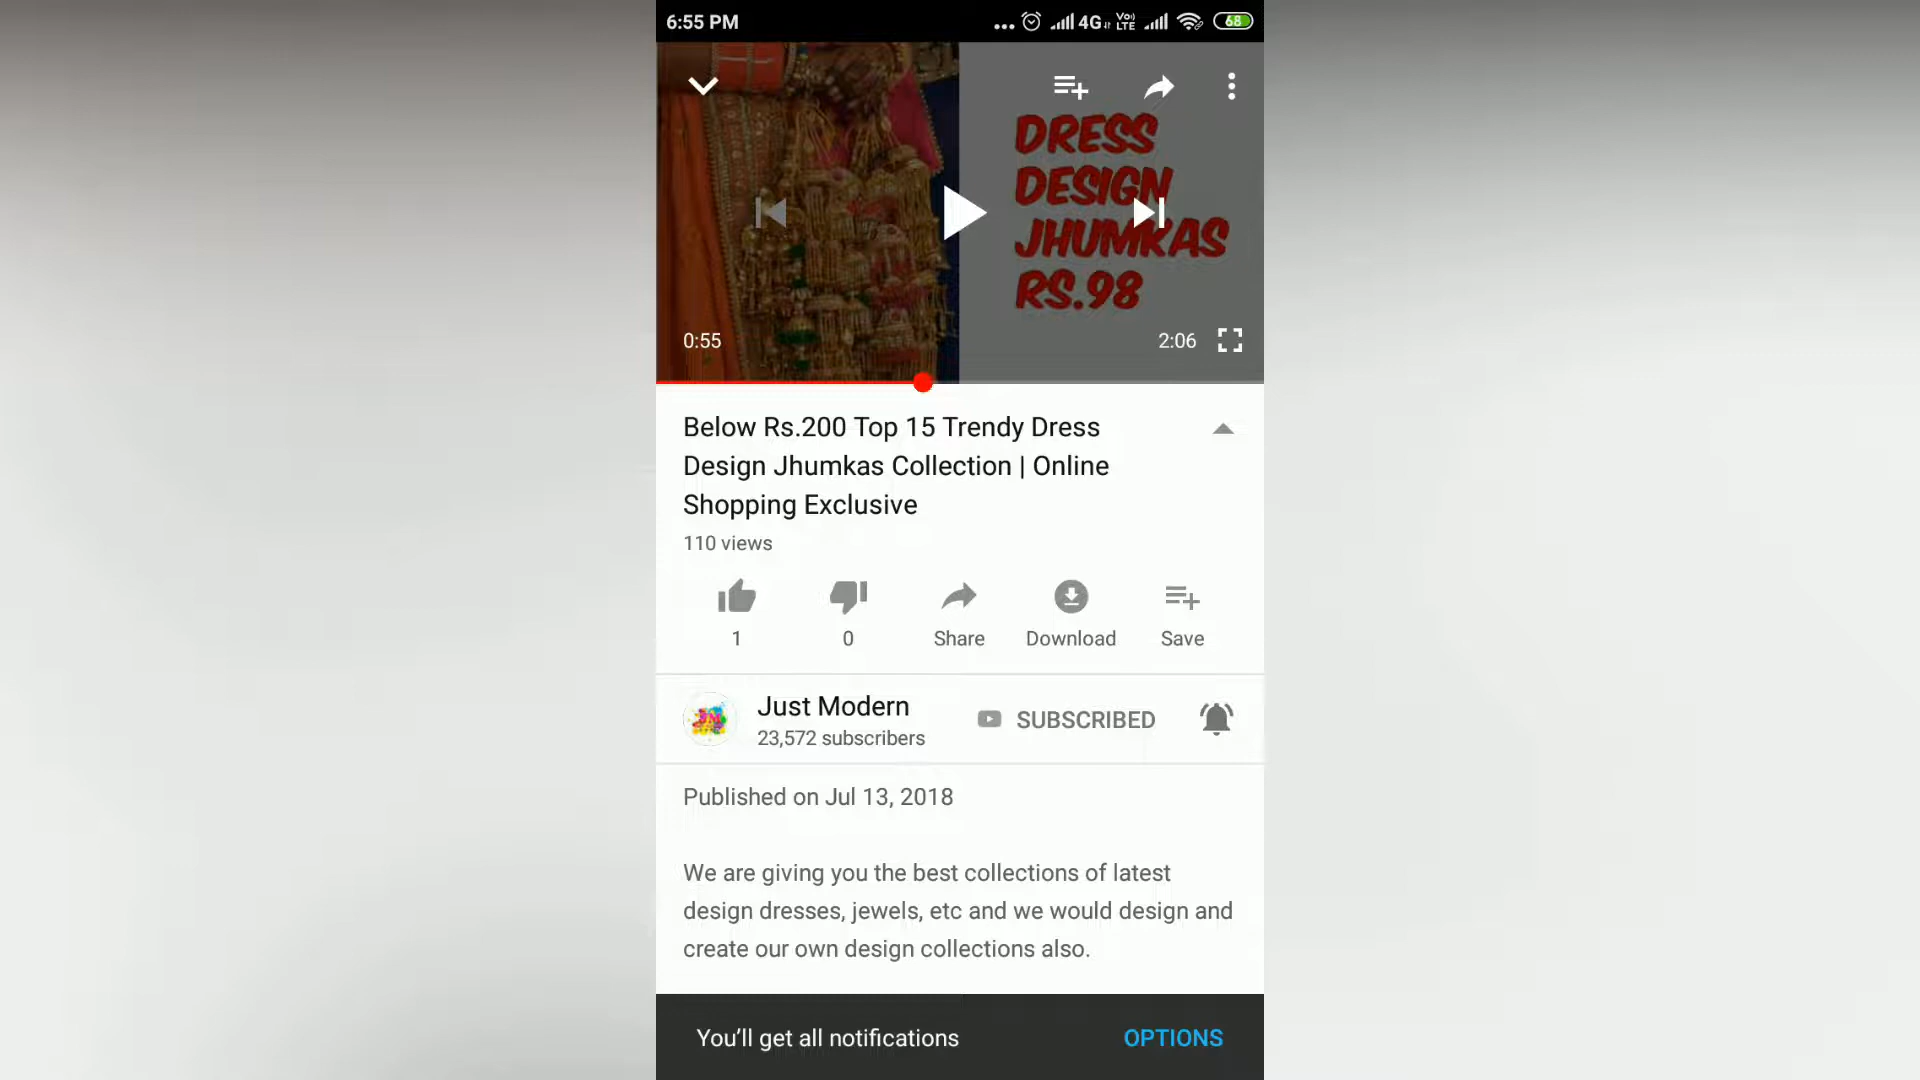 6:55 PM
4G VoLTE 68
DRESS
DESIGN
JHUMKAS
RS.98
0:55
2:06
Below Rs.200 Top 15 Trendy Dress
Design Jhumkas Collection | Online
Shopping Exclusive
110 views
1
0
Share
Download
Save
Just Modern
SUBSCRIBED
23,572 subscribers
Published on Jul 13, 2018
We are giving you the best collections of latest
design dresses, jewels, etc and we would design and
create our own design collections also.
You’ll get all notifications
OPTIONS